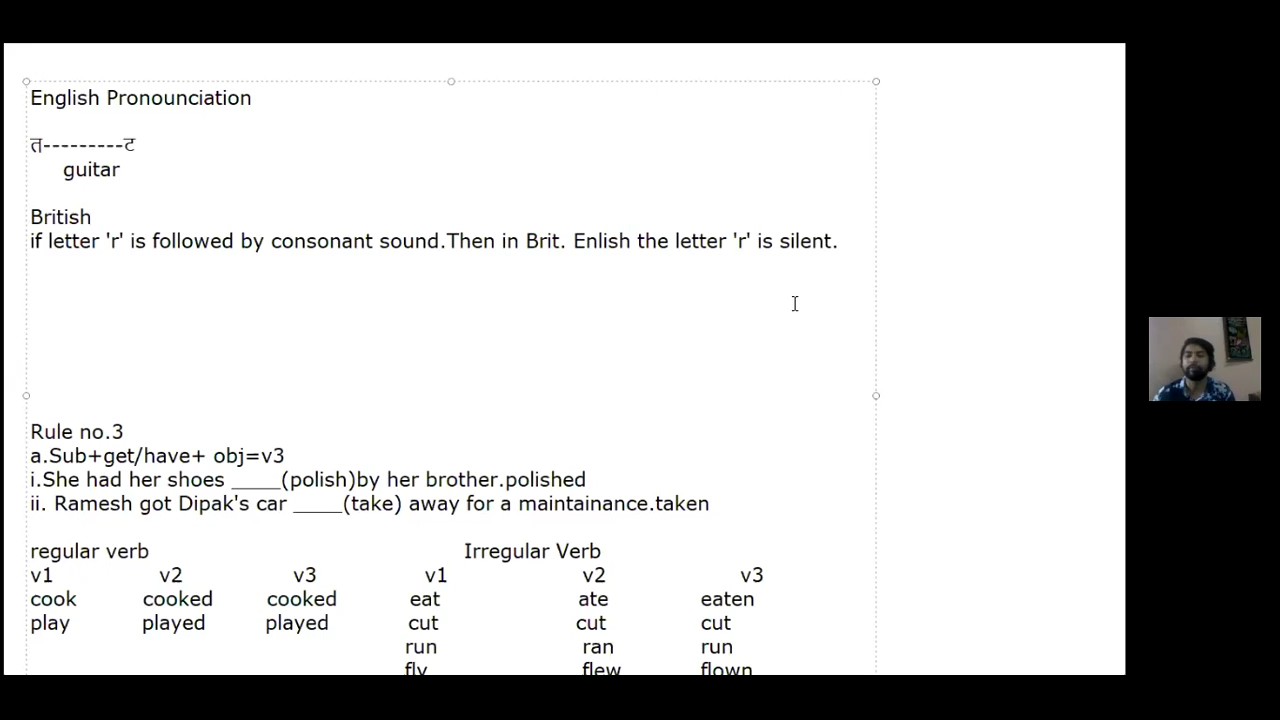 English Pronounciation
त---------ट
guitar
British
if letter 'r' is followed by consonant sound.Then in Brit. Enlish the letter 'r' is silent.
Rule no.3
a.Sub+get/have+ obj=v3
i.She had her shoes _____(polish)by her brother.polished
ii. Ramesh got Dipak's car _____(take) away for a maintainance.taken
regular verb Irregular Verb
v1 v2 v3 v1 v2 v3
cook cooked cooked eat ate eaten
play played played cut cut cut
run ran run
fly flew flown